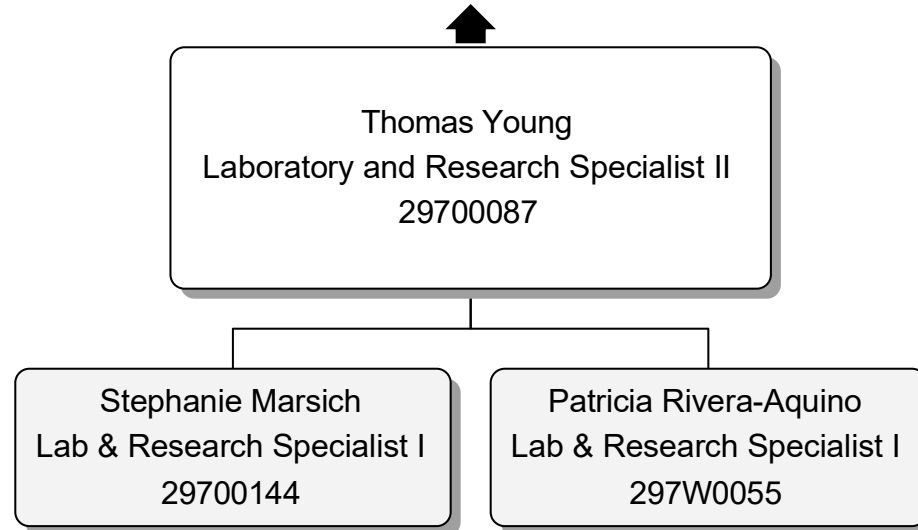 Thomas Young
Laboratory and Research Specialist II
29700087
Stephanie Marsich
Lab & Research Specialist I
29700144
Patricia Rivera-Aquino
Lab & Research Specialist I
297W0055